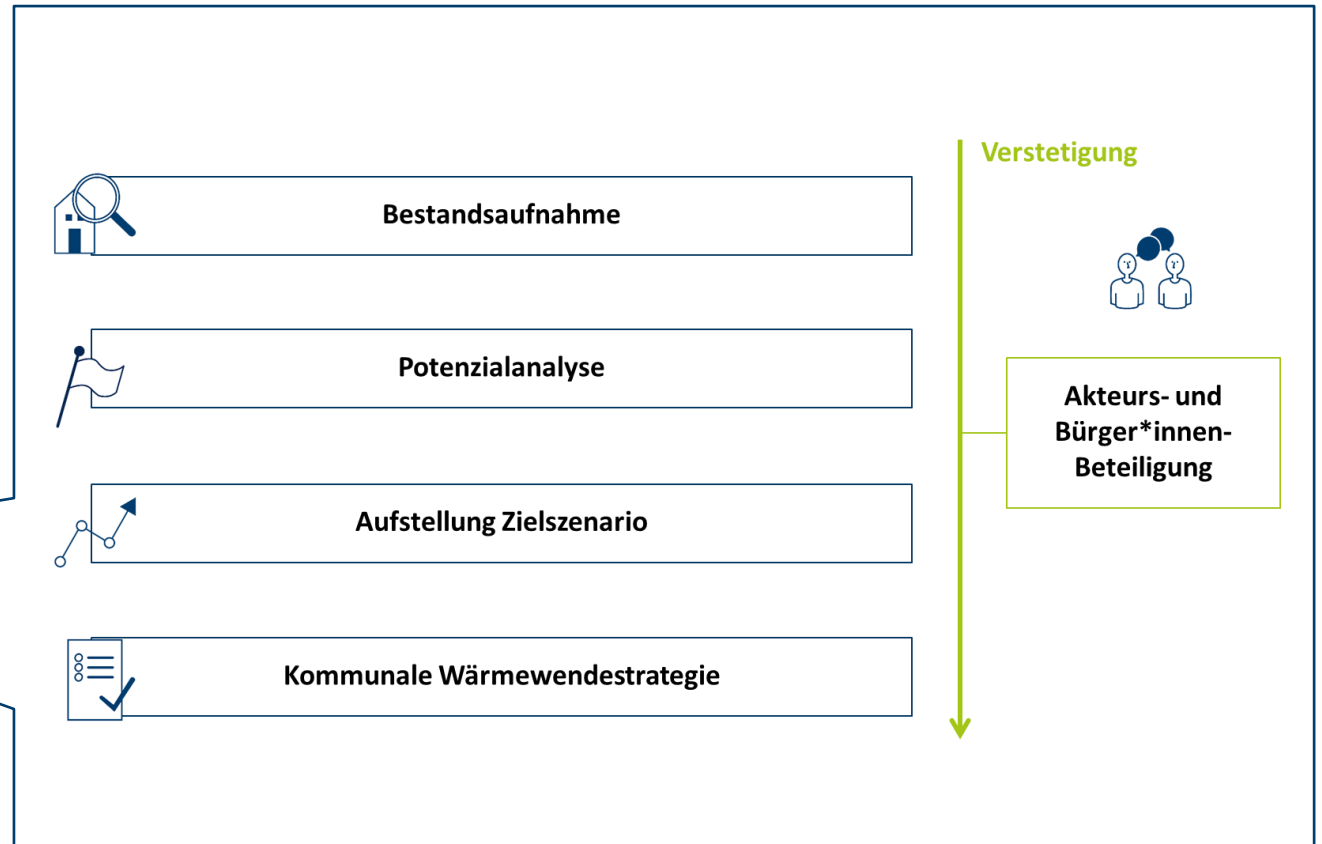 Verstetigung
Bestandsaufnahme
Potenzialanalyse
Akteurs- und
Bürger*innen-
Beteiligung
Aufstellung Zielszenario
Kommunale Wärmewendestrategie